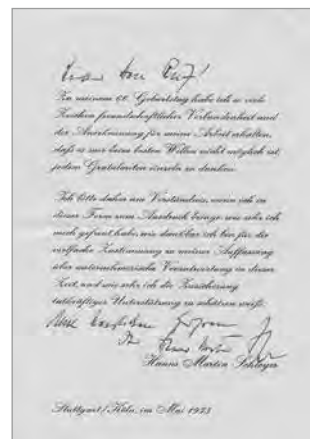 Zu meinem 60. Geburtstag habe ich so viele
Zeichen freundschaftlicher Verbundenheit und
der Anerkennung für meine Arbeit erhalten,
daß es mir beim besten Willen nicht möglich ist,
jedem Gratulanten einzeln zu danken.
Ich bitte daher um Verständnis, wenn ich in
dieser Form zum Ausdruck bringe, wie sehr ich
mich gefreut habe, wie dankbar ich bin für die
vielfache Zustimmung zu meiner Auffassung
über unternehmerische Verantwortung in dieser
Zeit, und wie sehr ich die Zusicherung
tatkräftiger Unterstützung zu schätzen weiß.
Ihr
Hanns Martin Schleyer
Stuttgart/Köln, im Mai 1975